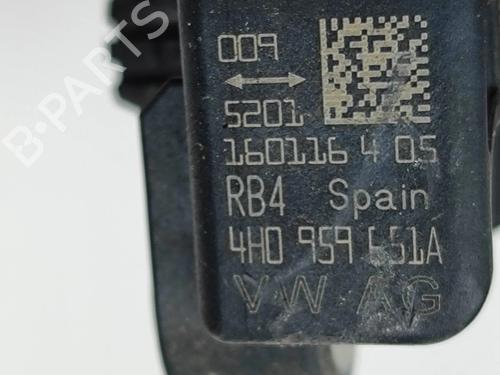 009
5201
160116 4 05
RB4 Spain
4H0 959 651A
VW AG
B-PARTS